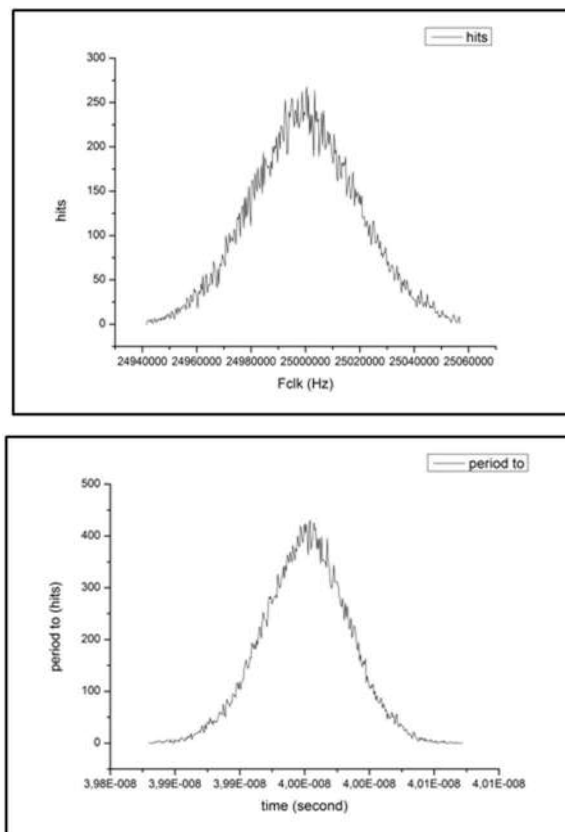 hits
300
250
200
150
100
50
0
hits
24940000 24960000 24980000 25000000 25020000 25040000 25060000
Fclk (Hz)
period to
500
400
300
200
100
0
period to (hits)
3,98E-008 3,99E-008 3,99E-008 4,00E-008 4,00E-008 4,01E-008 4,01E-008
time (second)